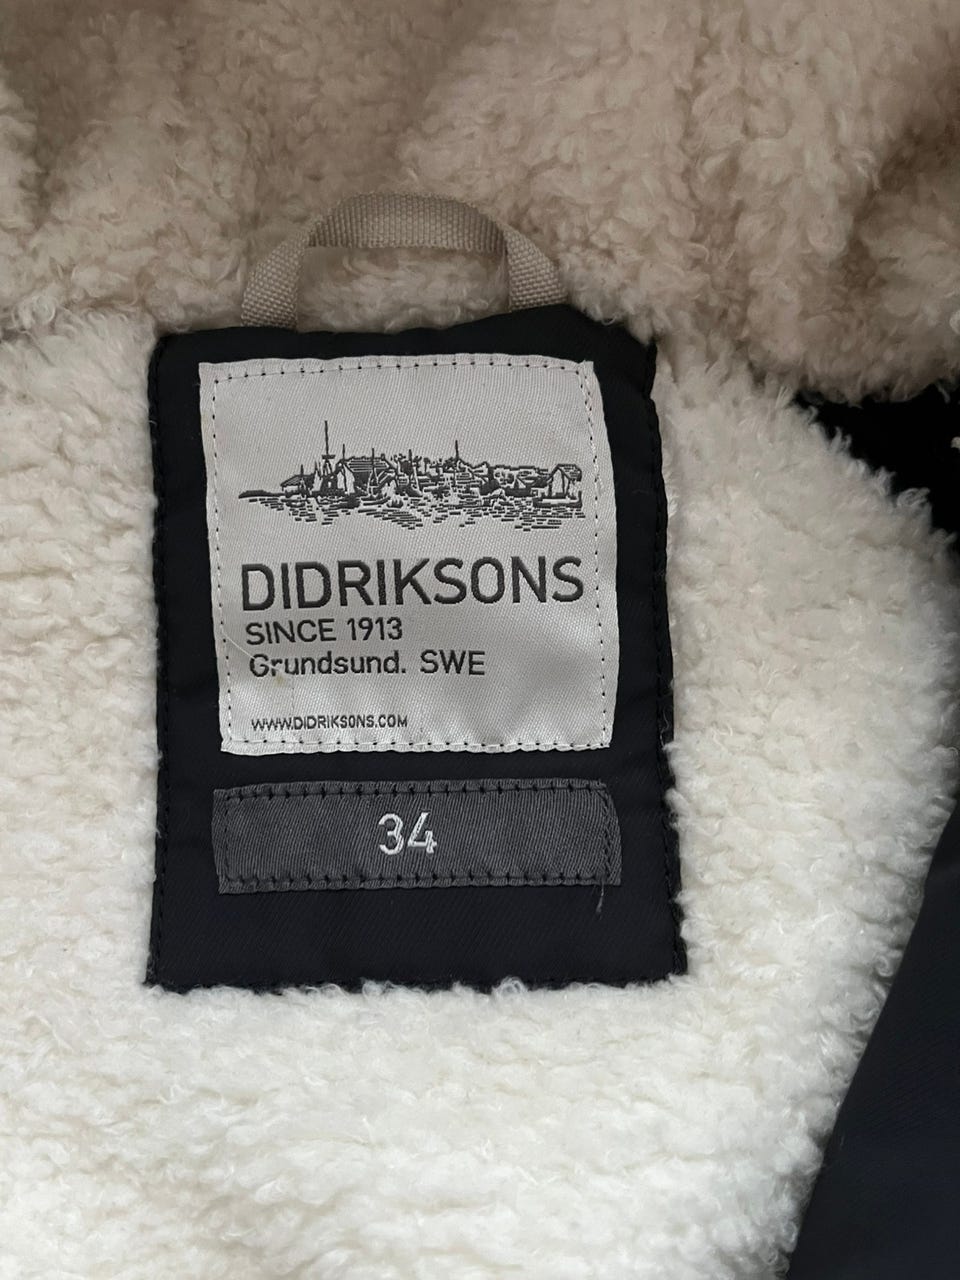 DIDRIKSONS
SINCE 1913
Grundsund. SWE
WWW.DIDRIKSONS.COM
34